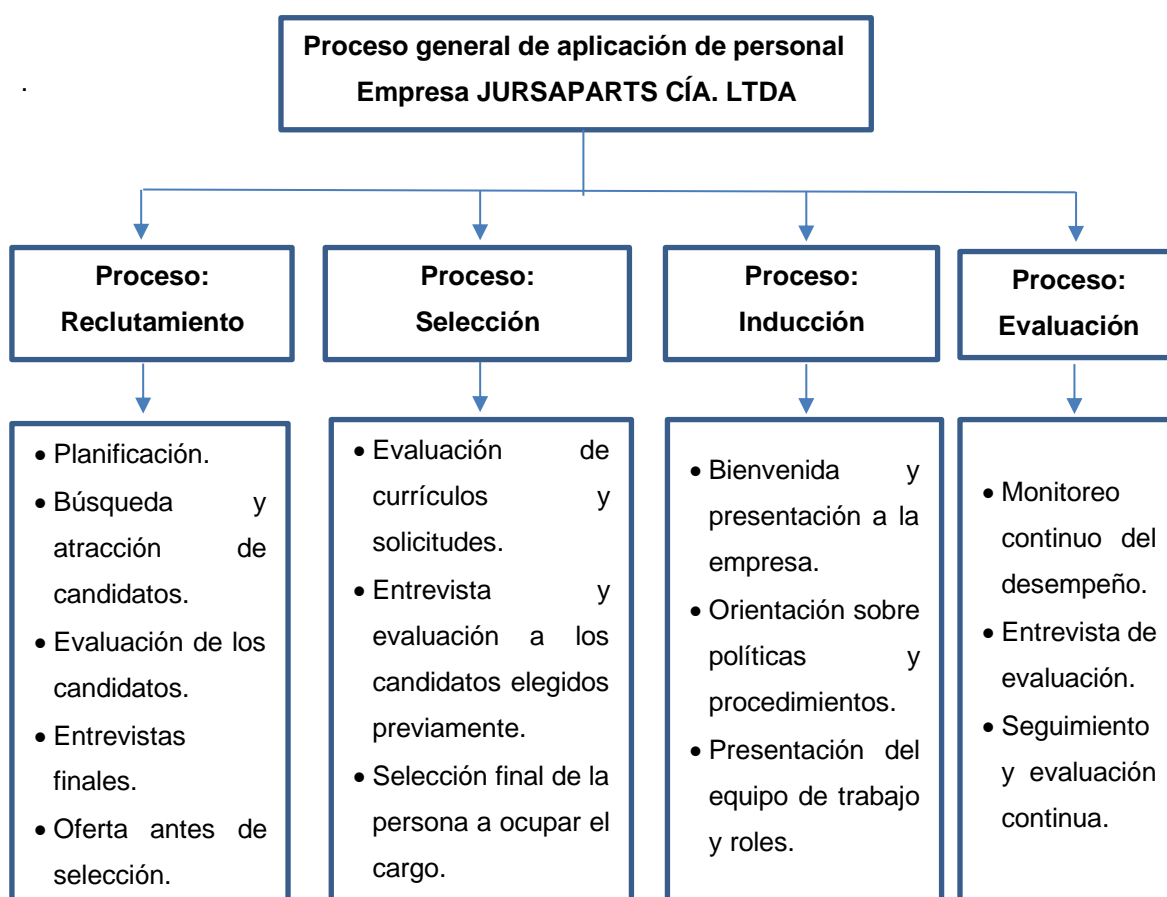 Proceso general de aplicación de personal
Empresa JURSAPARTS CÍA. LTDA
.
Proceso:
Reclutamiento
Proceso:
Selección
Proceso:
Inducción
Proceso:
Evaluación
• Planificación.
• Búsqueda y
atracción de
candidatos.
• Evaluación de los
candidatos.
• Entrevistas
finales.
• Oferta antes de
selección.
• Evaluación de
currículos y
solicitudes.
• Entrevista y
evaluación a los
candidatos elegidos
previamente.
• Selección final de la
persona a ocupar el
cargo.
• Bienvenida y
presentación a la
empresa.
• Orientación sobre
políticas y
procedimientos.
• Presentación del
equipo de trabajo
y roles.
• Monitoreo
continuo del
desempeño.
• Entrevista de
evaluación.
• Seguimiento
y evaluación
continua.